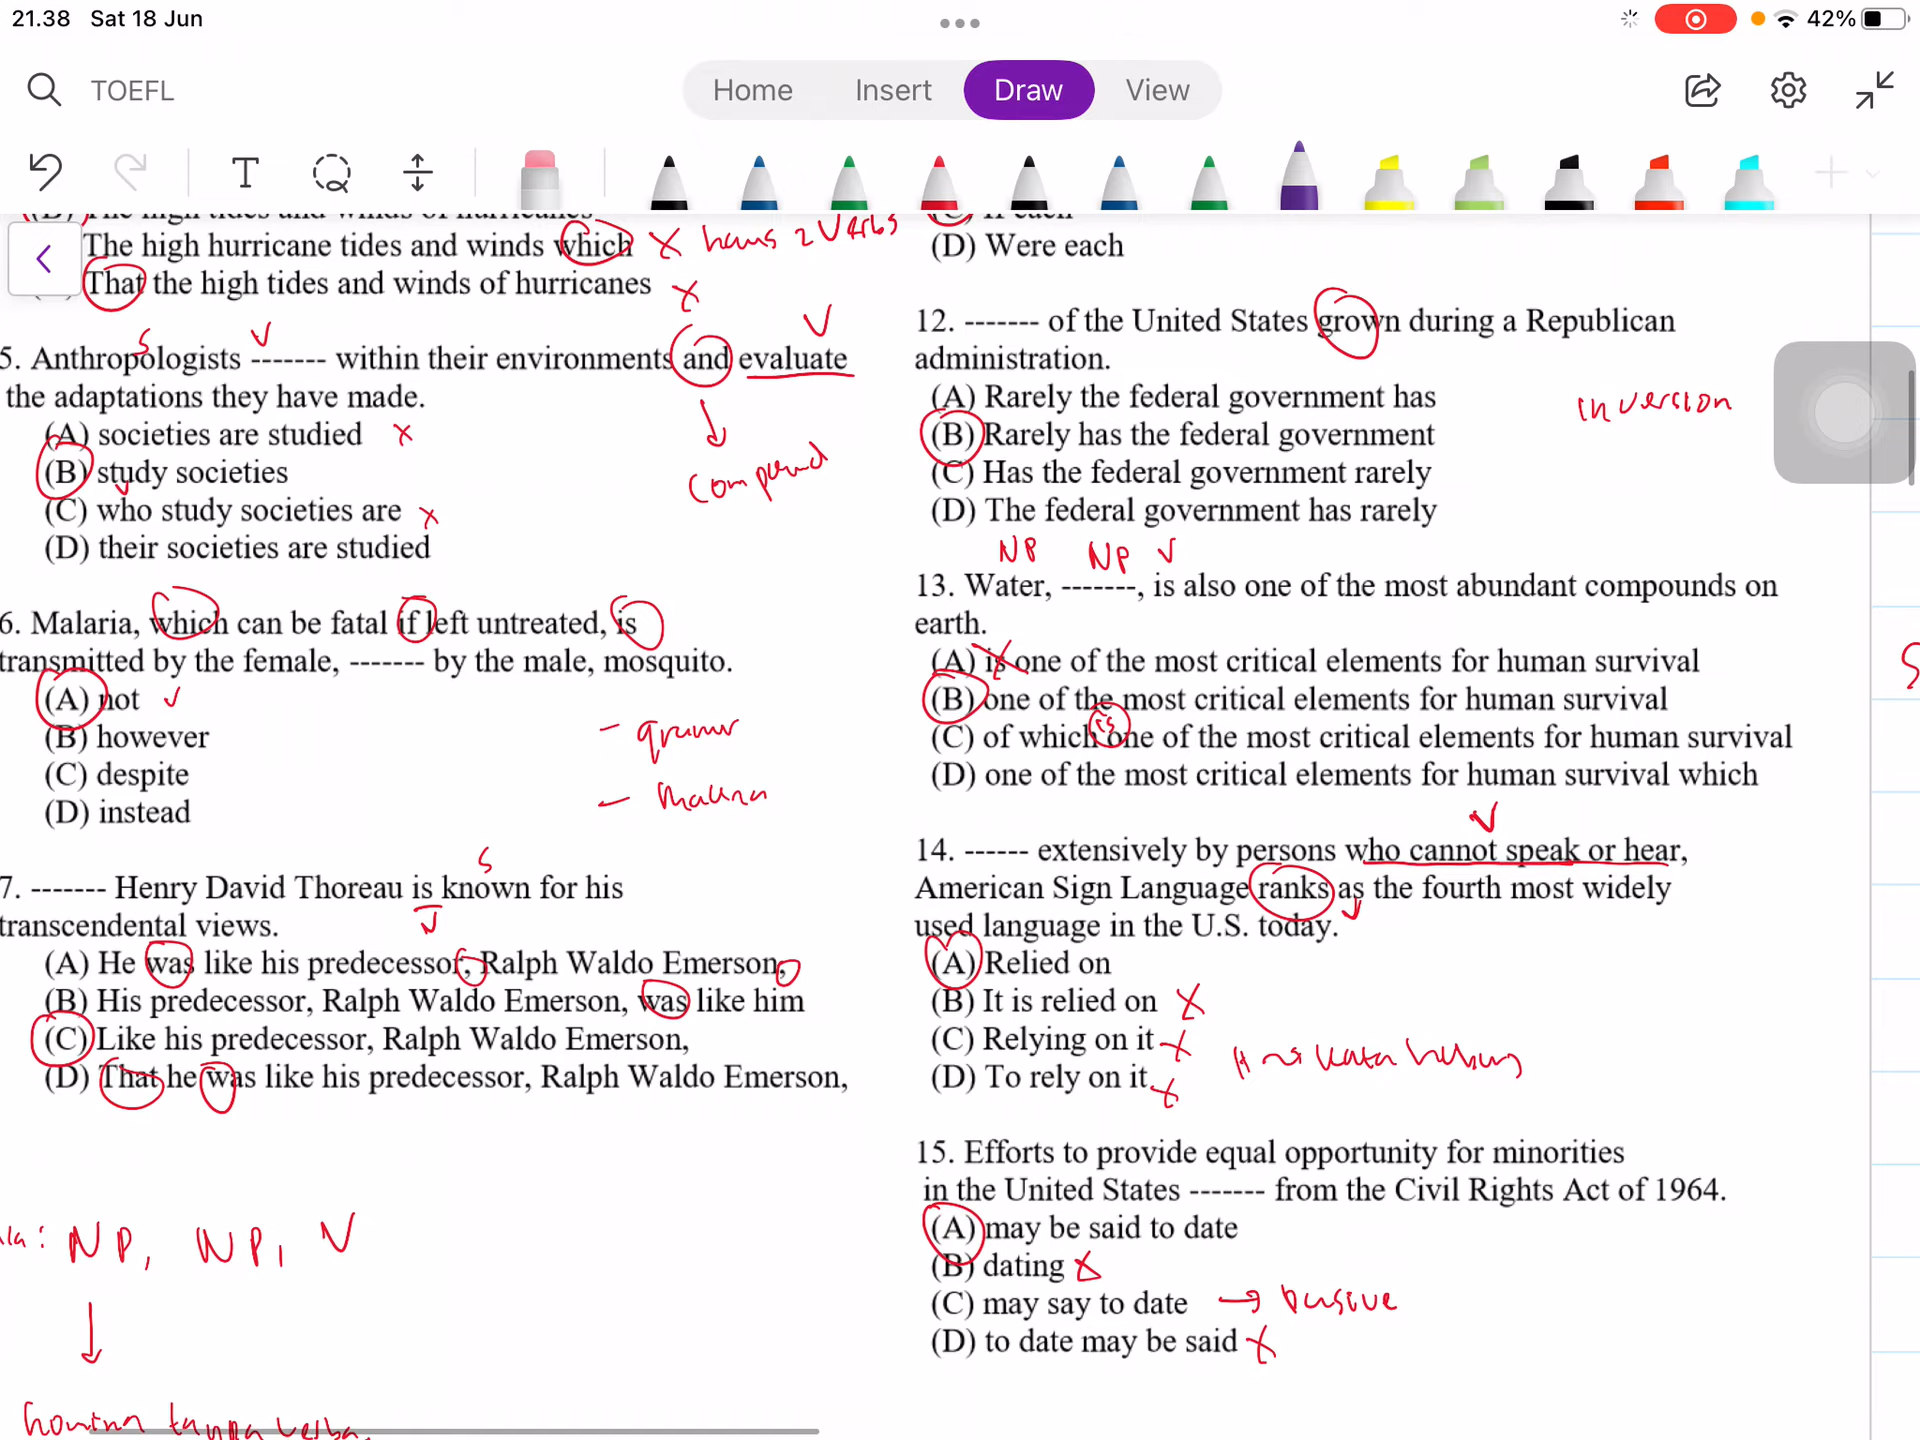 21.38 Sat 18 Jun
42%
TOEFL
Home Insert Draw View
T
The high hurricane tides and winds which x harus 2 verbs
That the high tides and winds of hurricanes x
S V V
5. Anthropologists ------- within their environments and evaluate
the adaptations they have made.
(A) societies are studied x
(B) study societies
compound
(C) who study societies are x
(D) their societies are studied
6. Malaria, which can be fatal if left untreated, is
transmitted by the female, ------- by the male, mosquito.
(A) not
(B) however
(C) despite
(D) instead
- makna
S
7. ------- Henry David Thoreau is known for his
V
transcendental views.
(A) He was like his predecessor, Ralph Waldo Emerson,
(B) His predecessor, Ralph Waldo Emerson, was like him
(C) Like his predecessor, Ralph Waldo Emerson,
(D) That he was like his predecessor, Ralph Waldo Emerson,
NP, NP, V
tanpa verba
(D) Were each
12. ------- of the United States grown during a Republican
administration.
(A) Rarely the federal government has
inversion
(B) Rarely has the federal government
(C) Has the federal government rarely
(D) The federal government has rarely
NP NP V
13. Water, -------, is also one of the most abundant compounds on
earth.
(A) is one of the most critical elements for human survival
(B) one of the most critical elements for human survival
is
(C) of which one of the most critical elements for human survival
(D) one of the most critical elements for human survival which
V
14. ------ extensively by persons who cannot speak or hear,
American Sign Language ranks as the fourth most widely
used language in the U.S. today.
(A) Relied on
(B) It is relied on x
(C) Relying on it x
(D) To rely on it x
15. Efforts to provide equal opportunity for minorities
in the United States ------- from the Civil Rights Act of 1964.
(A) may be said to date
(B) dating x
(C) may say to date → pasive
(D) to date may be said x
S